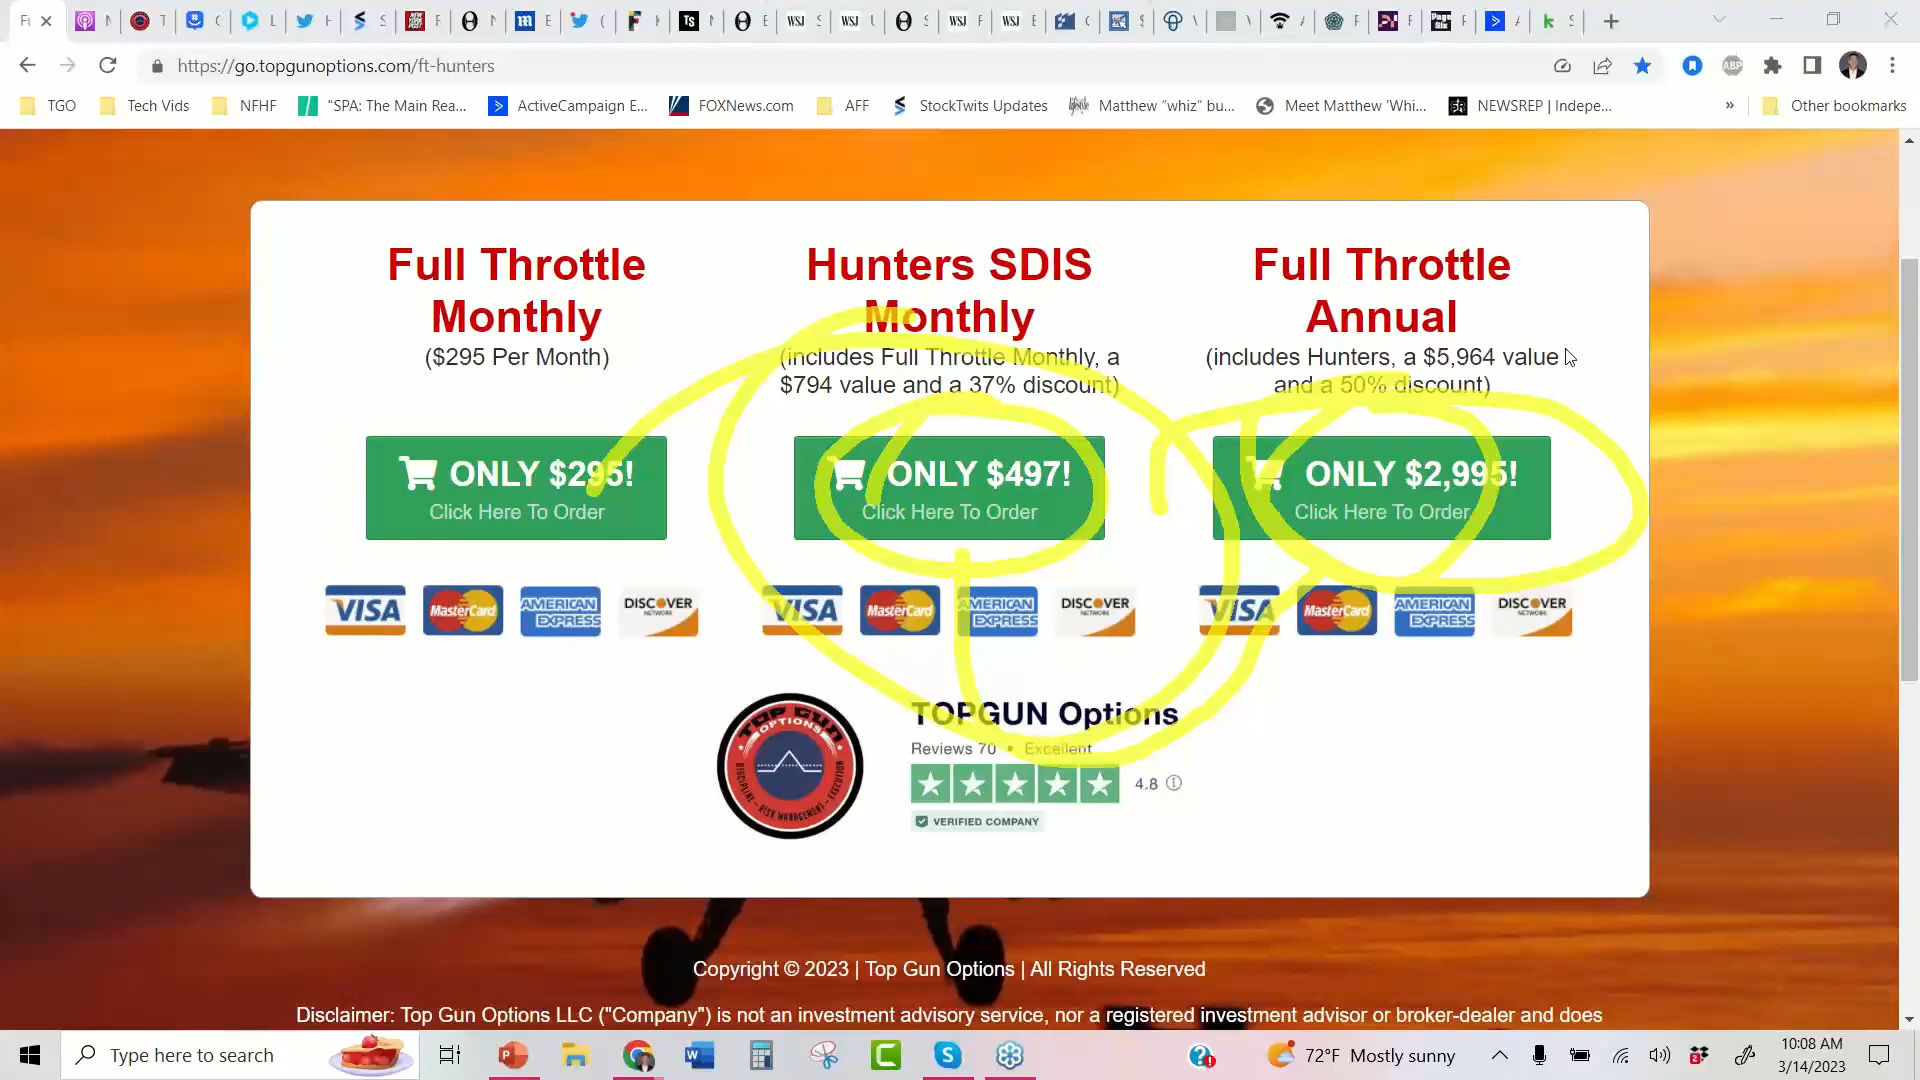 https://go.topgunoptions.com/ft-hunters
TGO
Tech Vids
NFHF
"SPA: The Main Rea...
ActiveCampaign E...
FOXNews.com
AFF
StockTwits Updates
Matthew "whiz" bu...
Meet Matthew 'Whi...
NEWSREP | Indepe...
»
Other bookmarks
Full Throttle
Monthly
($295 Per Month)
ONLY $295!
Click Here To Order
VISA
MasterCard
AMERICAN
EXPRESS
DISCOVER
NETWORK
Hunters SDIS
Monthly
(includes Full Throttle Monthly, a
$794 value and a 37% discount)
ONLY $497!
Click Here To Order
VISA
MasterCard
AMERICAN
EXPRESS
DISCOVER
NETWORK
Full Throttle
Annual
(includes Hunters, a $5,964 value
and a 50% discount)
ONLY $2,995!
Click Here To Order
VISA
MasterCard
AMERICAN
EXPRESS
DISCOVER
NETWORK
TOP GUN
OPTIONS
DISCIPLINE – RISK MANAGEMENT – EXECUTION
TOPGUN Options
Reviews 70 • Excellent
4.8
VERIFIED COMPANY
Copyright © 2023 | Top Gun Options | All Rights Reserved
Disclaimer: Top Gun Options LLC ("Company") is not an investment advisory service, nor a registered investment advisor or broker-dealer and does
Type here to search
72°F Mostly sunny
10:08 AM
3/14/2023